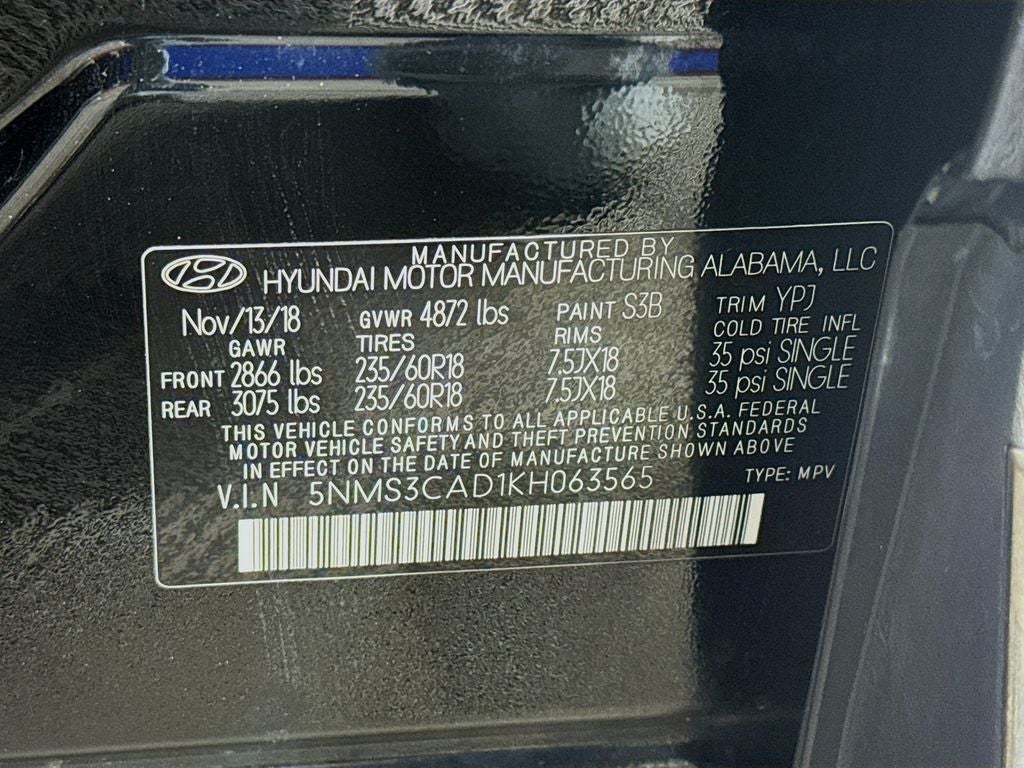 MANUFACTURED BY
HYUNDAI MOTOR MANUFACTURING ALABAMA, LLC
Nov/13/18 GVWR 4872 lbs PAINT S3B TRIM YPJ
GAWR TIRES RIMS COLD TIRE INFL
FRONT 2866 lbs 235/60R18 7.5JX18 35 psi SINGLE
REAR 3075 lbs 235/60R18 7.5JX18 35 psi SINGLE
THIS VEHICLE CONFORMS TO ALL APPLICABLE U.S.A. FEDERAL
MOTOR VEHICLE SAFETY AND THEFT PREVENTION STANDARDS
IN EFFECT ON THE DATE OF MANUFACTURE SHOWN ABOVE
V.I.N 5NMS3CAD1KH063565 TYPE: MPV